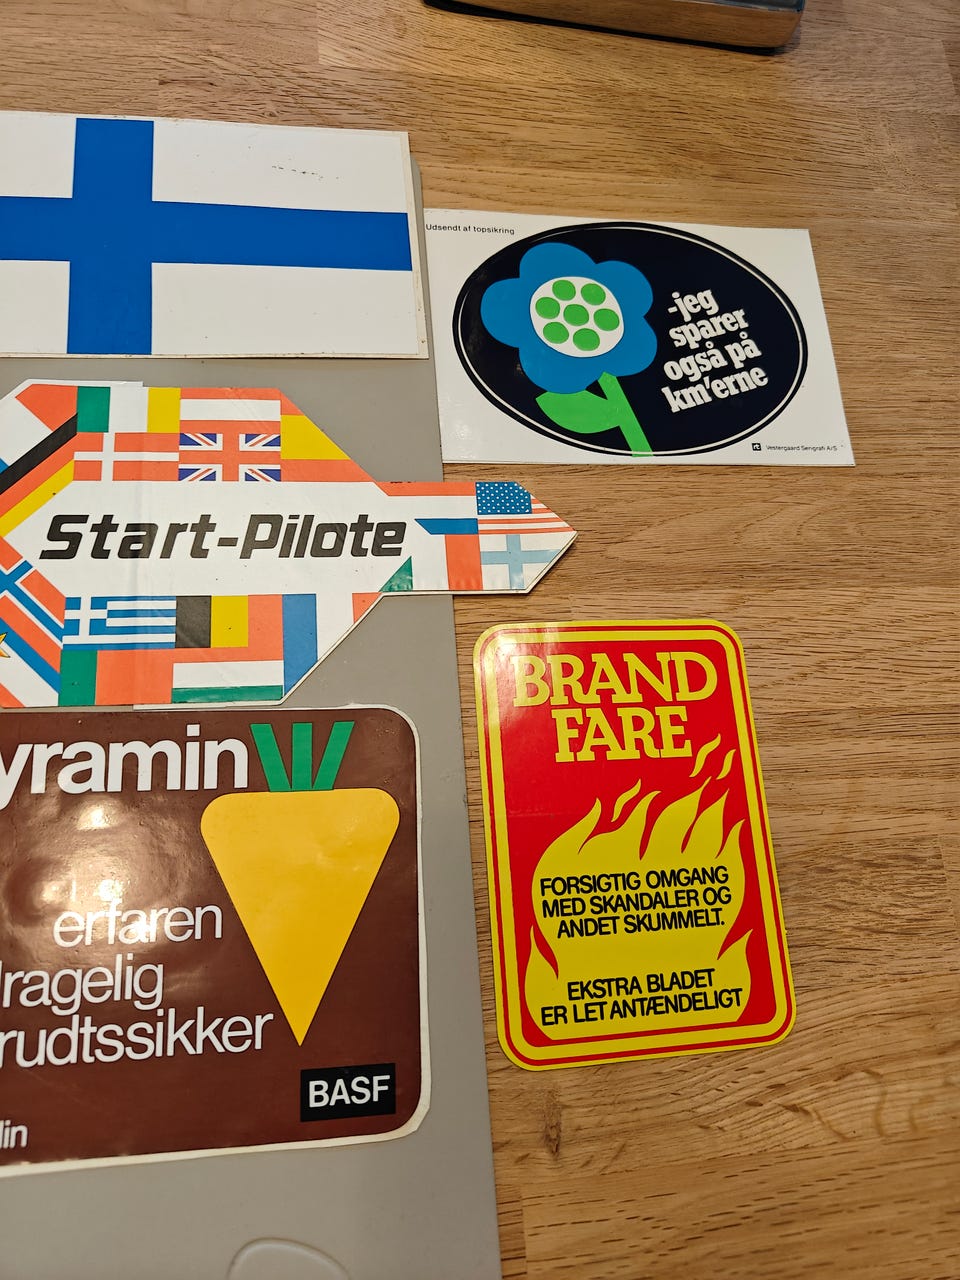 Udsendt af topsikring
-jeg
sparer
også på
km'erne
Vestergaard Serigrafi A/S
Start-Pilote
yramin
erfaren
dragelig
rudtssikker
BASF
lin
BRAND
FARE
FORSIGTIG OMGANG
MED SKANDALER OG
ANDET SKUMMELT.
EKSTRA BLADET
ER LET ANTÆNDELIGT